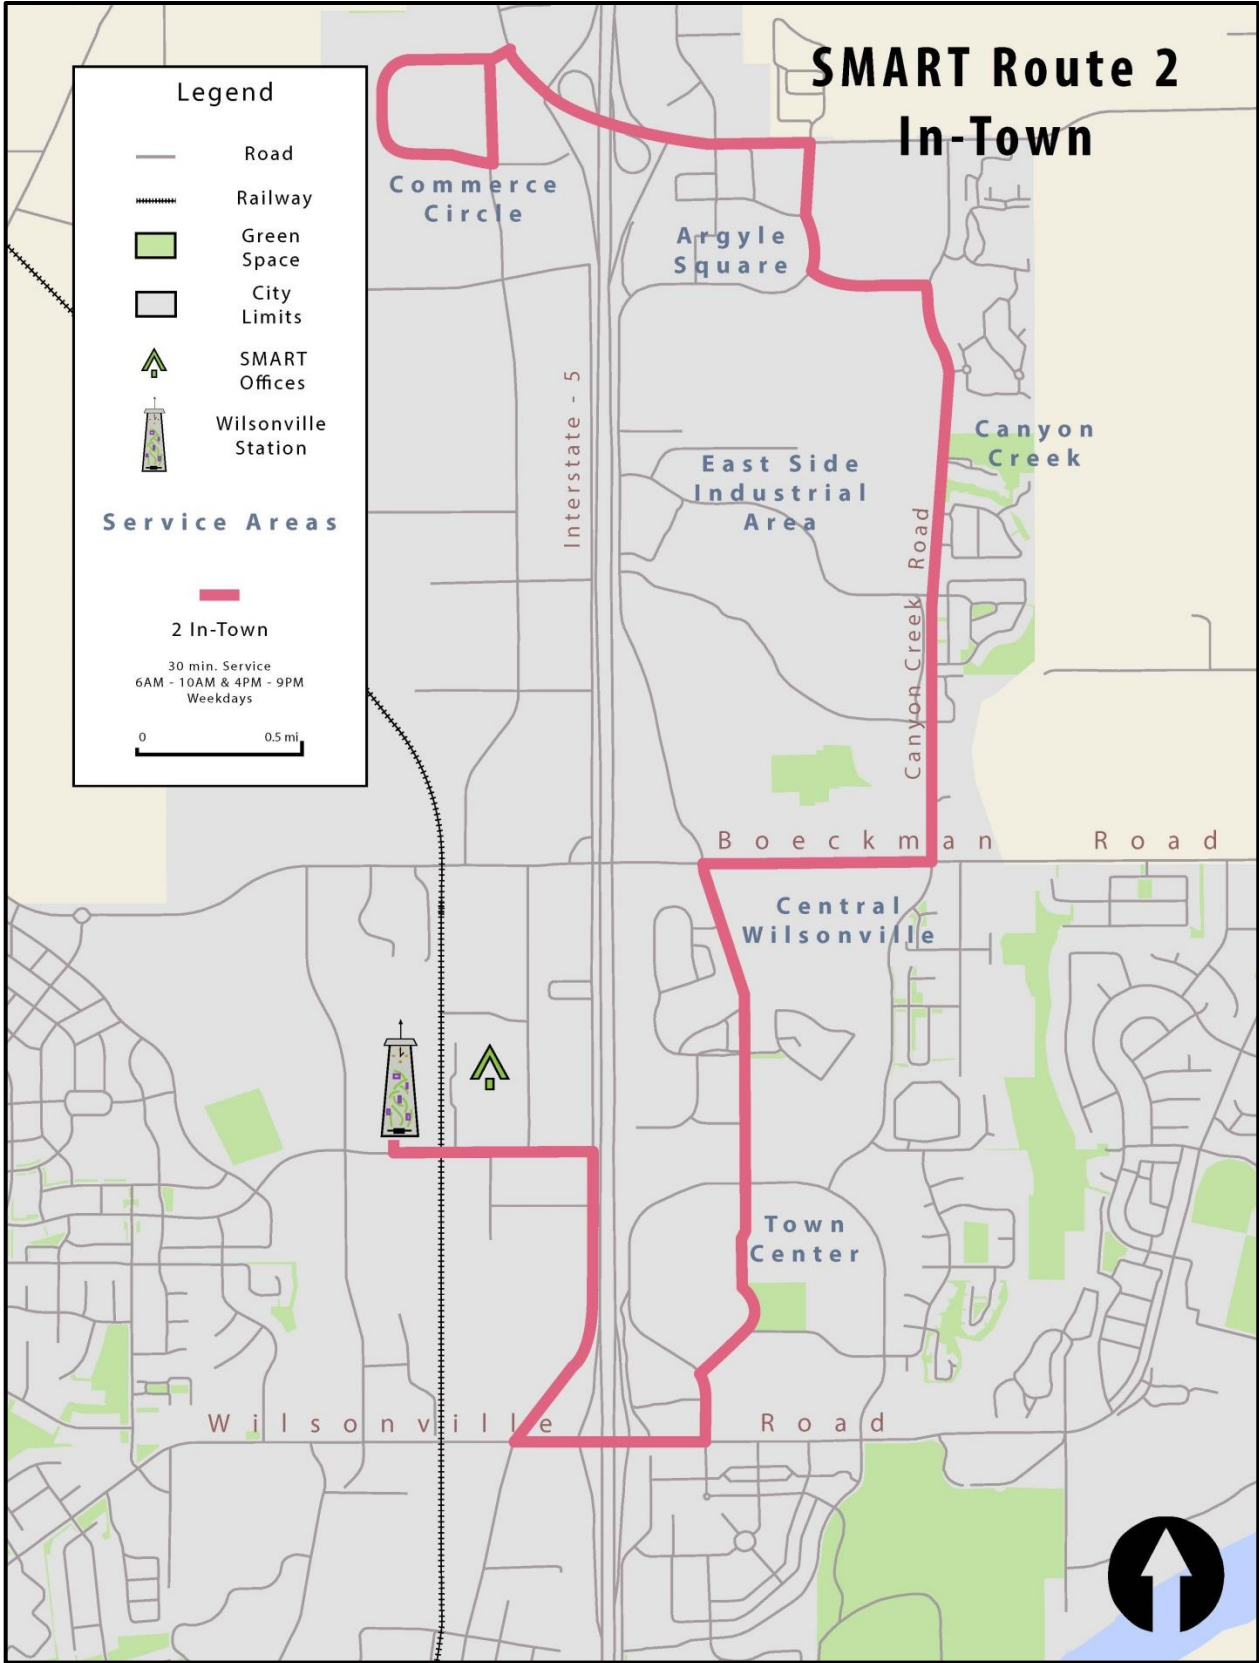 SMART Route 2
In-Town
Legend
Road
Railway
Green
Space
City
Limits
SMART
Offices
Wilsonville
Station
Service Areas
2 In-Town
30 min. Service
6AM - 10AM & 4PM - 9PM
Weekdays
0 0.5 mi
Commerce
Circle
Argyle
Square
Interstate - 5
East Side
Industrial
Area
Canyon
Creek
Canyon Creek Road
Boeckman Road
Central
Wilsonville
Town
Center
Wilsonville Road